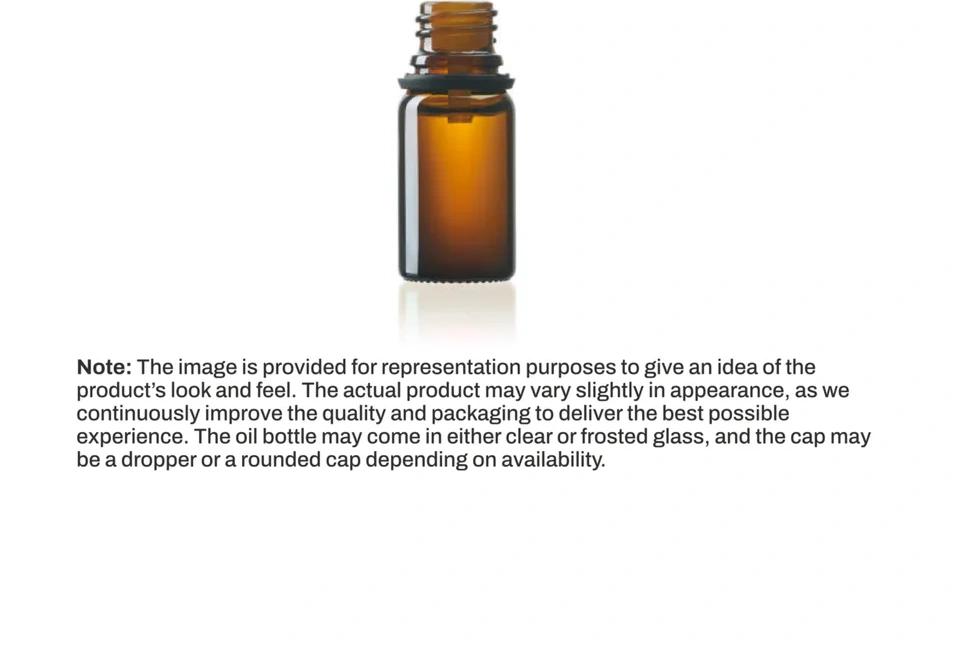 Note: The image is provided for representation purposes to give an idea of the
product’s look and feel. The actual product may vary slightly in appearance, as we
continuously improve the quality and packaging to deliver the best possible
experience. The oil bottle may come in either clear or frosted glass, and the cap may
be a dropper or a rounded cap depending on availability.